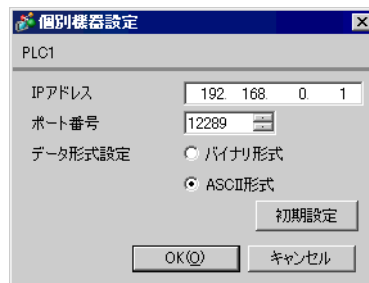 個別機器設定
PLC1
IPアドレス 192. 168. 0. 1
ポート番号 12289
データ形式設定 バイナリ形式
ASCII形式
初期設定
OK(O) キャンセル